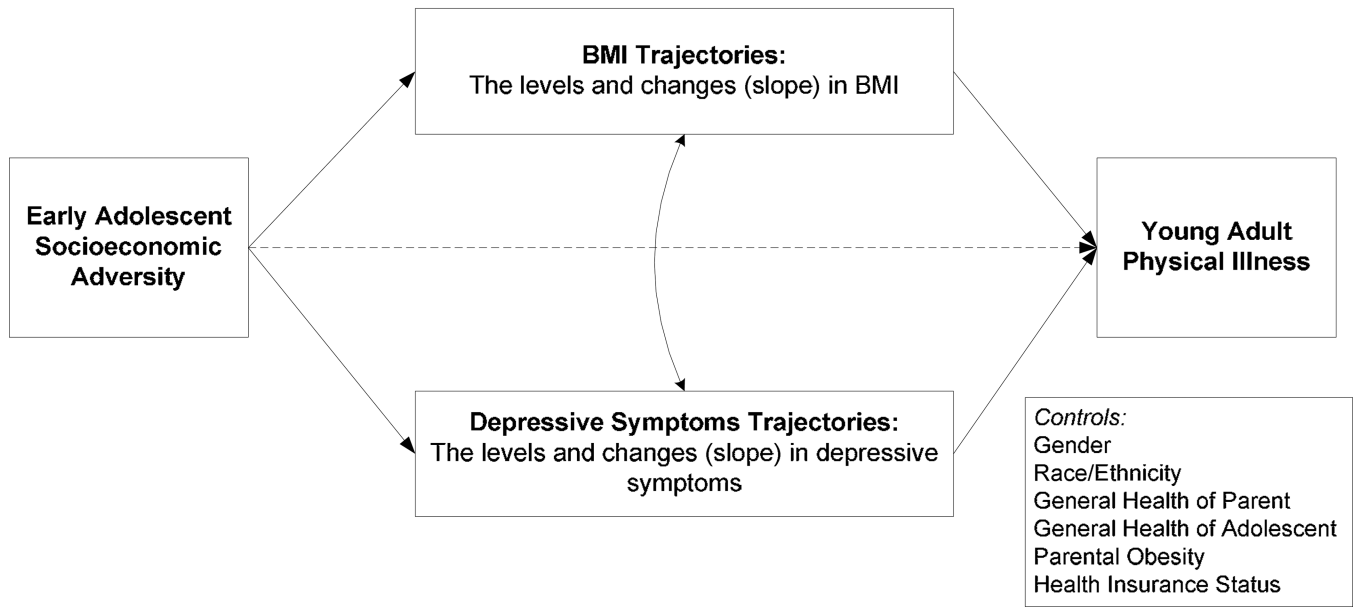 BMI Trajectories:
The levels and changes (slope) in BMI
Early Adolescent
Socioeconomic
Adversity
Young Adult
Physical Illness
Depressive Symptoms Trajectories:
The levels and changes (slope) in depressive
symptoms
Controls:
Gender
Race/Ethnicity
General Health of Parent
General Health of Adolescent
Parental Obesity
Health Insurance Status